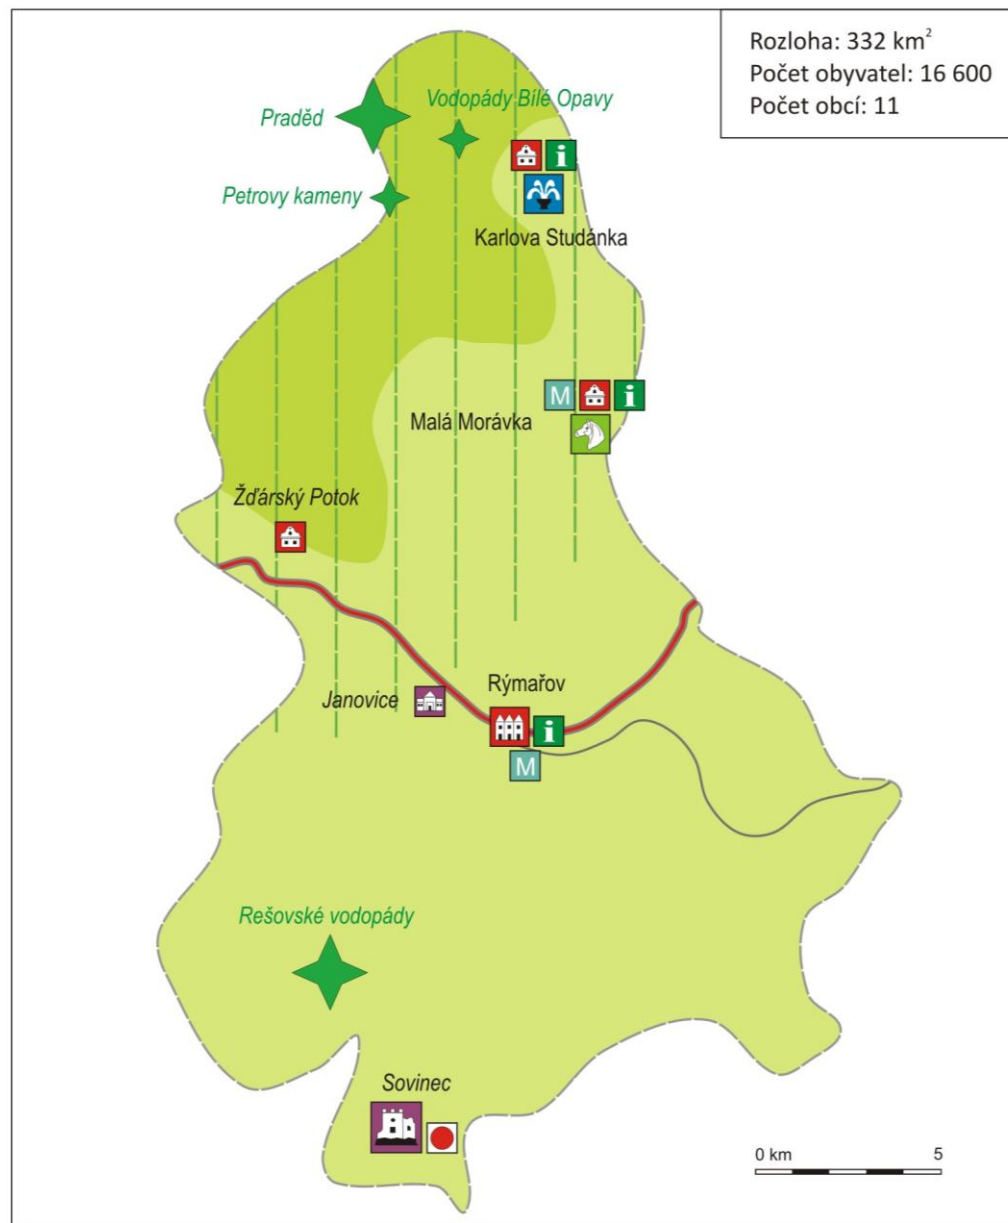 Rozloha: 332 km²
Počet obyvatel: 16 600
Počet obcí: 11
Vodopády Bílé Opavy
Praděd
i
Petrovy kameny
Karlova Studánka
M
i
Malá Morávka
Žďárský Potok
Rýmařov
Janovice
i
M
Rešovské vodopády
Sovinec
0 km 5